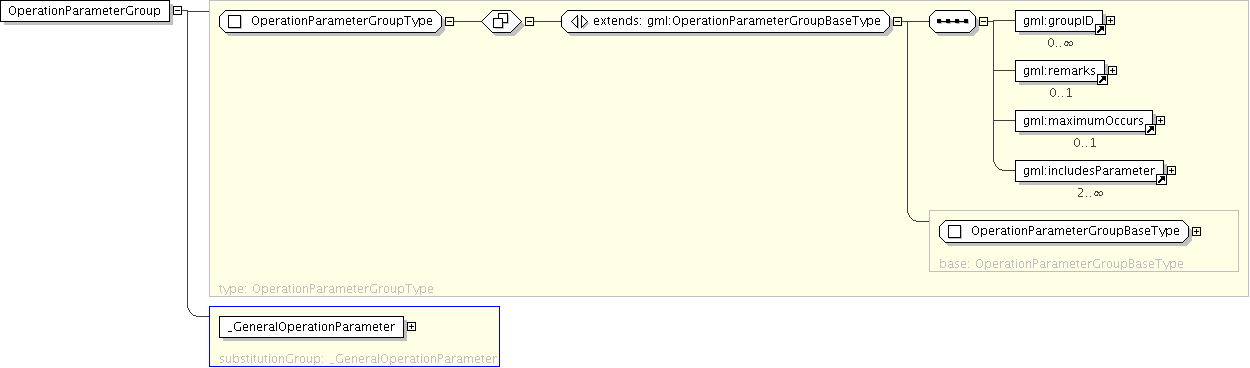 OperationParameterGroup
OperationParameterGroupType
extends: gml:OperationParameterGroupBaseType
gml:groupID
0..∞
gml:remarks
0..1
gml:maximumOccurs
0..1
gml:includesParameter
2..∞
OperationParameterGroupBaseType
base: OperationParameterGroupBaseType
type: OperationParameterGroupType
_GeneralOperationParameter
substitutionGroup: _GeneralOperationParameter